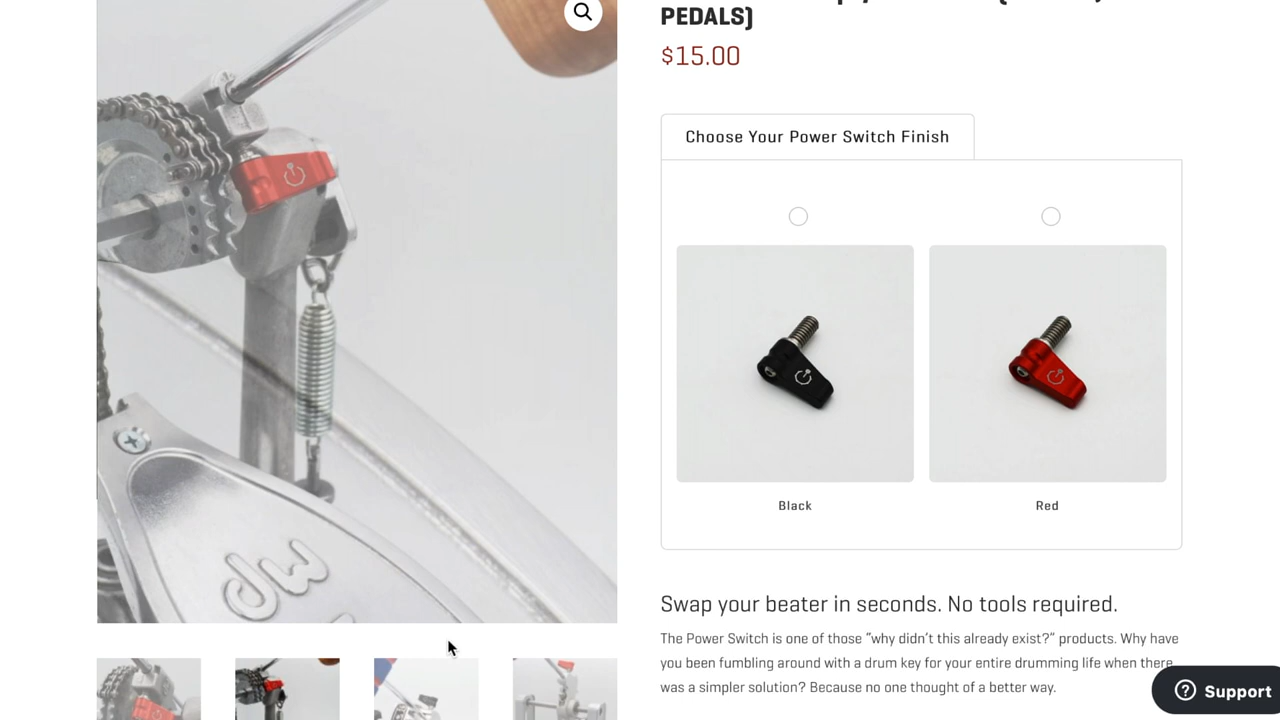 PEDALS)
$15.00
Choose Your Power Switch Finish
Black
Red
dw
Swap your beater in seconds. No tools required.
The Power Switch is one of those “why didn’t this already exist?” products. Why have
you been fumbling around with a drum key for your entire drumming life when there
was a simpler solution? Because no one thought of a better way.
Support